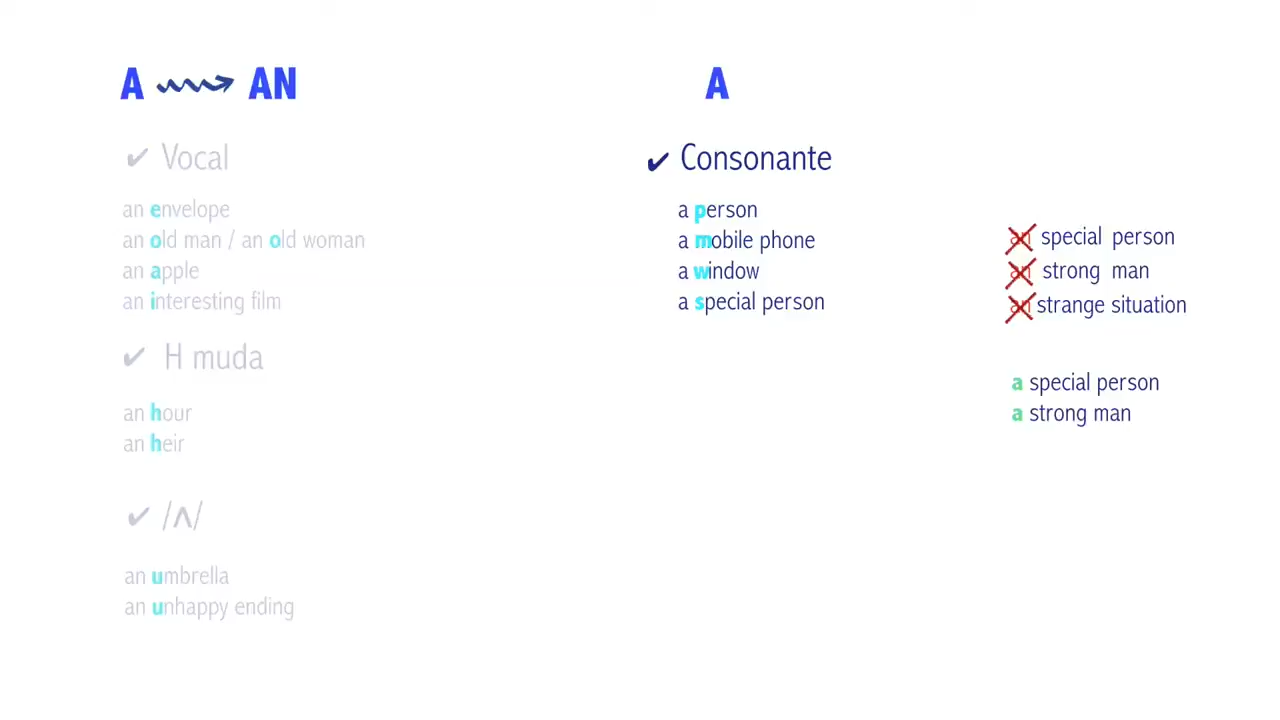 A AN
✔ Vocal
an envelope
an old man / an old woman
an apple
an interesting film
✔ H muda
an hour
an heir
✔ /ʌ/
an umbrella
an unhappy ending
A
✔ Consonante
a person
a mobile phone
a window
a special person
an special person
an strong man
an strange situation
a special person
a strong man